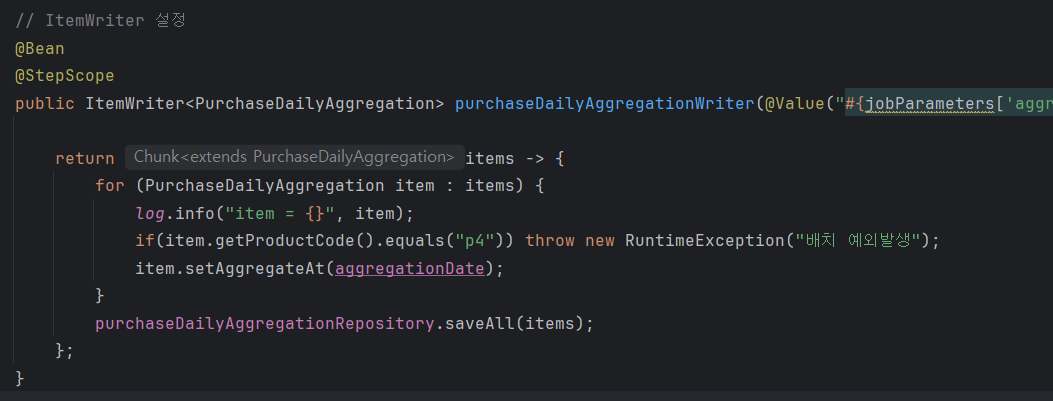 // ItemWriter 설정
@Bean
@StepScope
public ItemWriter<PurchaseDailyAggregation> purchaseDailyAggregationWriter(@Value("#{jobParameters['aggr
return Chunk<extends PurchaseDailyAggregation> items -> {
for (PurchaseDailyAggregation item : items) {
log.info("item = {}", item);
if(item.getProductCode().equals("p4")) throw new RuntimeException("배치 예외발생");
item.setAggregateAt(aggregationDate);
}
purchaseDailyAggregationRepository.saveAll(items);
};
}